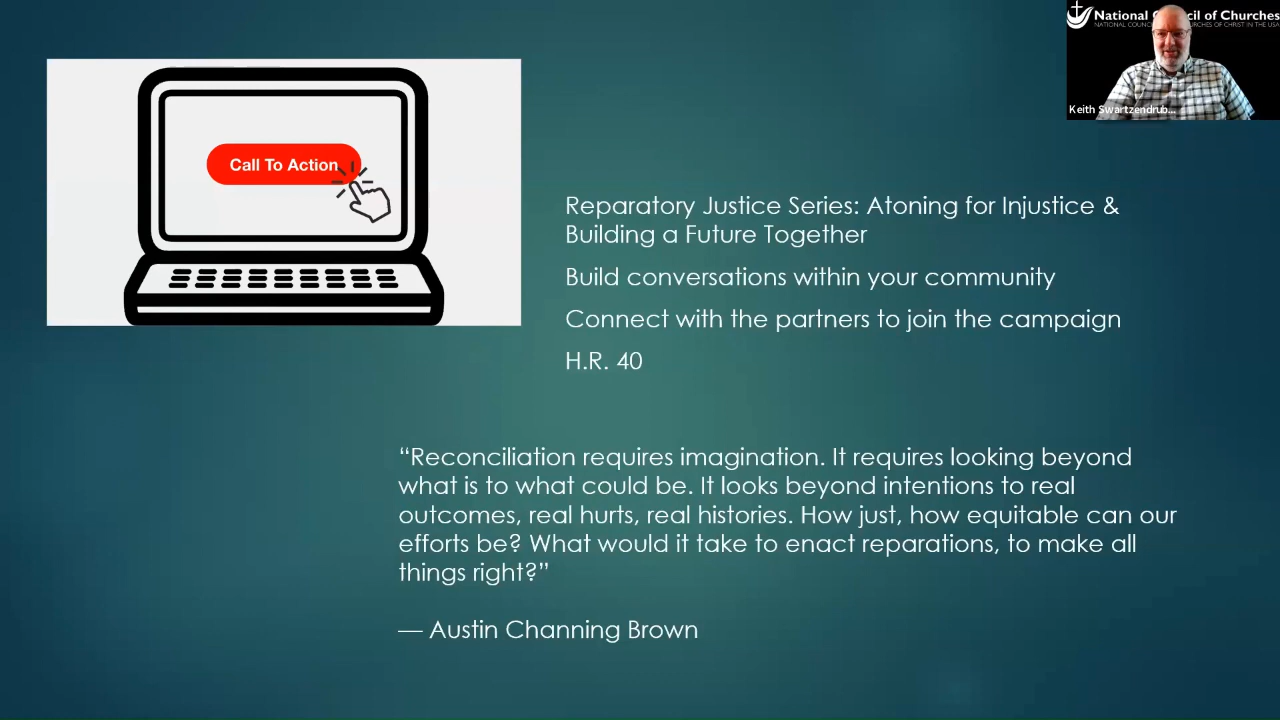 National Council of Churches
Keith Swartzendrub...
Call To Action
Reparatory Justice Series: Atoning for Injustice &
Building a Future Together
Build conversations within your community
Connect with the partners to join the campaign
H.R. 40
“Reconciliation requires imagination. It requires looking beyond
what is to what could be. It looks beyond intentions to real
outcomes, real hurts, real histories. How just, how equitable can our
efforts be? What would it take to enact reparations, to make all
things right?”
— Austin Channing Brown